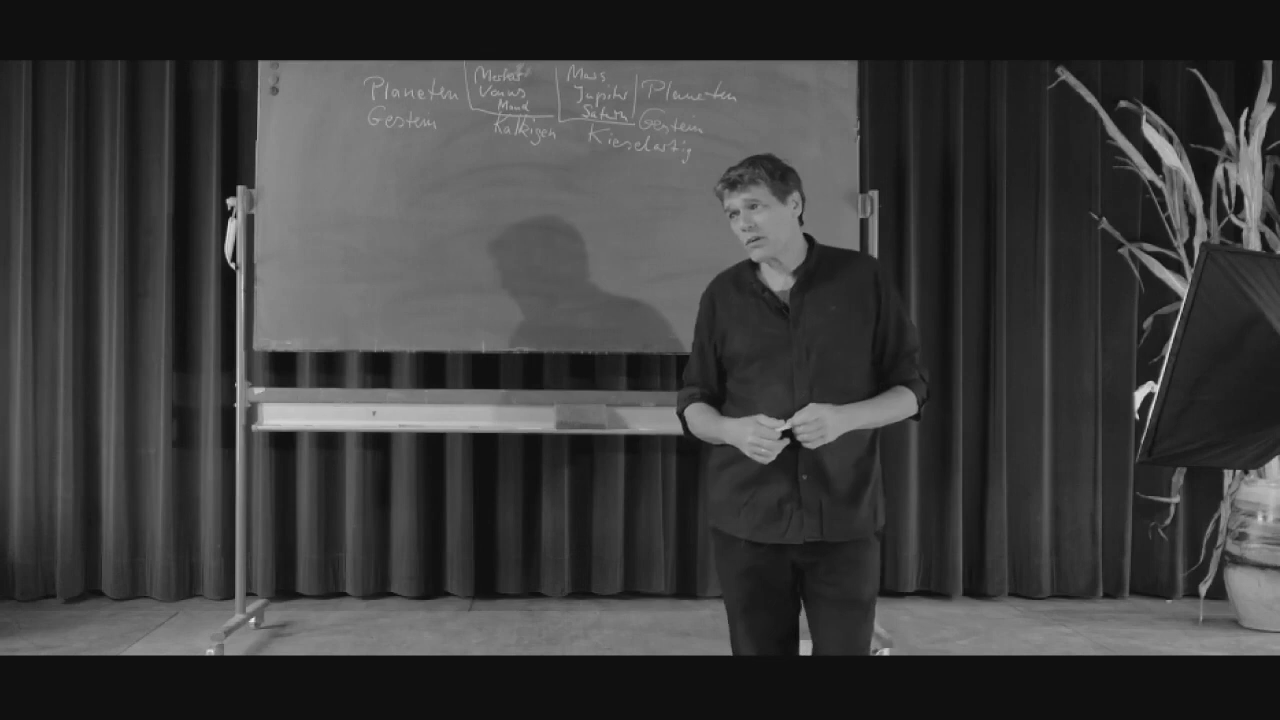 Planeten
Gestein
Merkur
Venus
Mond
Kalkigen
Mars
Jupiter
Saturn
Kieselartig
Planeten
Gestein